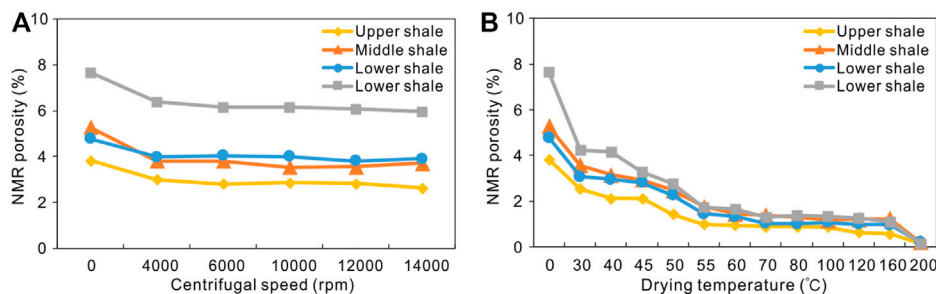 A
NMR porosity (%)
10
8
6
4
2
0
Upper shale
Middle shale
Lower shale
Lower shale
0 4000 6000 10000 12000 14000
Centrifugal speed (rpm)
B
NMR porosity (%)
10
8
6
4
2
0
Upper shale
Middle shale
Lower shale
Lower shale
0 30 40 45 50 55 60 70 80 100 120 160 200
Drying temperature (℃)